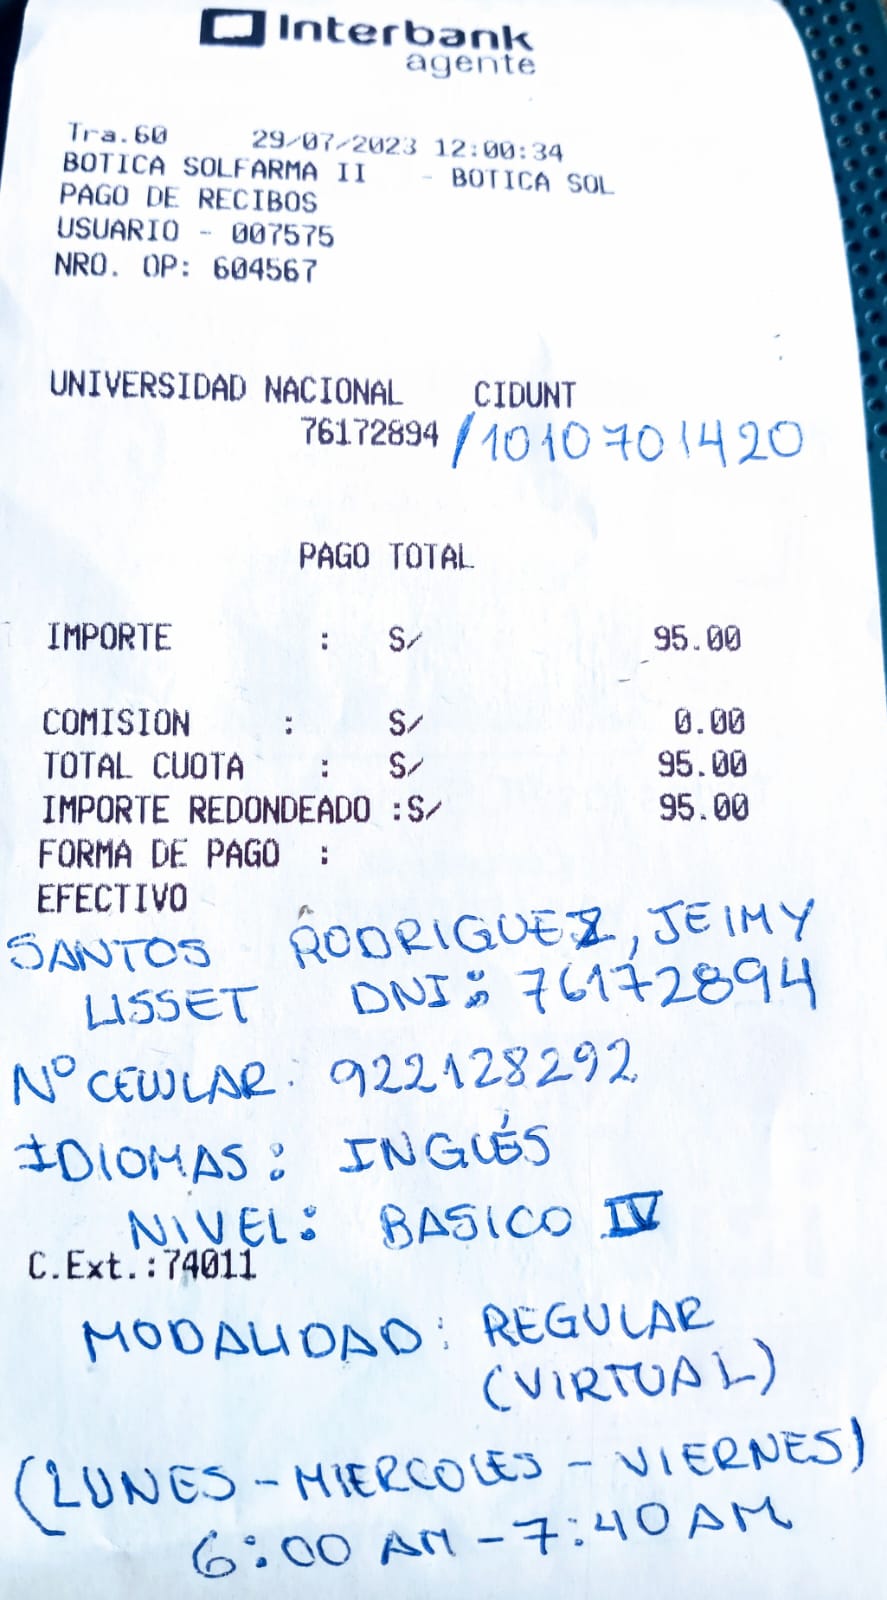 Interbank
agente
Tra.60 29/07/2023 12:00:34
BOTICA SOLFARMA II - BOTICA SOL
PAGO DE RECIBOS
USUARIO - 007575
NRO. OP: 604567
UNIVERSIDAD NACIONAL CIDUNT
76172894 /1010701420
PAGO TOTAL
IMPORTE : S/ 95.00
COMISION : S/ 0.00
TOTAL CUOTA : S/ 95.00
IMPORTE REDONDEADO :S/ 95.00
FORMA DE PAGO :
EFECTIVO
SANTOS RODRIGUEZ, JEIMY
LISSET DNI: 76172894
Nº CELULAR: 922128292
IDIOMAS: INGLÉS
NIVEL: BASICO IV
C.Ext.:74011
MODALIDAD: REGULAR
(VIRTUAL)
(LUNES - MIERCOLES - VIERNES)
6:00 AM - 7:40 AM